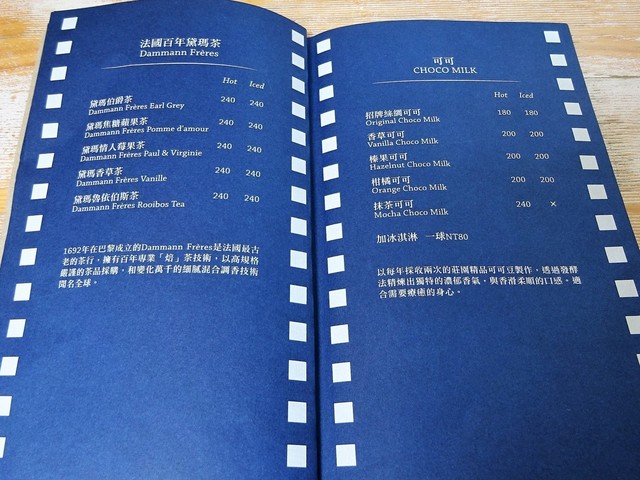 法國百年黛瑪茶
Dammann Frères
Hot Iced
黛瑪伯爵茶 240 240
Dammann Frères Earl Grey
黛瑪焦糖蘋果茶 240 240
Dammann Frères Pomme d'amour
黛瑪情人莓果茶 240 240
Dammann Frères Paul & Virginie
黛瑪香草茶 240 240
Dammann Frères Vanille
黛瑪魯依伯斯茶 240 240
Dammann Frères Rooibos Tea
1692年在巴黎成立的Dammann Frères是法國最古
老的茶行，擁有百年專業「焙」茶技術，以高規格
嚴謹的茶品採購，和變化萬千的細膩混合調香技術
聞名全球。
可可
CHOCO MILK
Hot Iced
招牌絲綢可可 180 180
Original Choco Milk
香草可可 200 200
Vanilla Choco Milk
榛果可可 200 200
Hazelnut Choco Milk
柑橘可可 200 200
Orange Choco Milk
抹茶可可 240 ×
Mocha Choco Milk
加冰淇淋 一球NT80
以每年採收兩次的莊園精品可可豆製作，透過發酵
法精煉出獨特的濃郁香氣，與香滑柔順的口感。適
合需要療癒的身心。